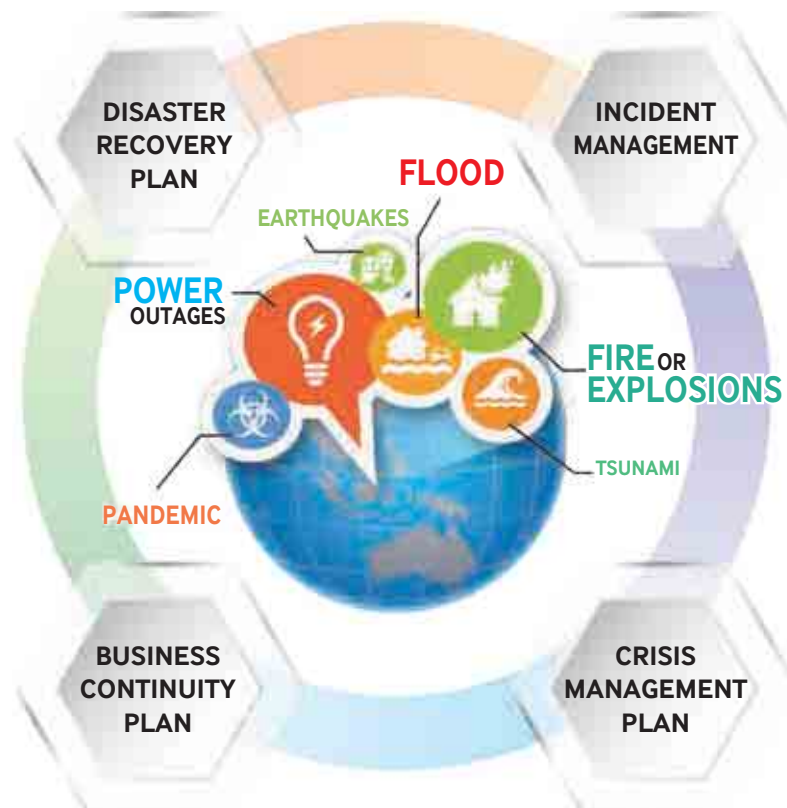 DISASTER
RECOVERY
PLAN
INCIDENT
MANAGEMENT
FLOOD
EARTHQUAKES
POWER
OUTAGES
FIRE OR
EXPLOSIONS
TSUNAMI
PANDEMIC
BUSINESS
CONTINUITY
PLAN
CRISIS
MANAGEMENT
PLAN